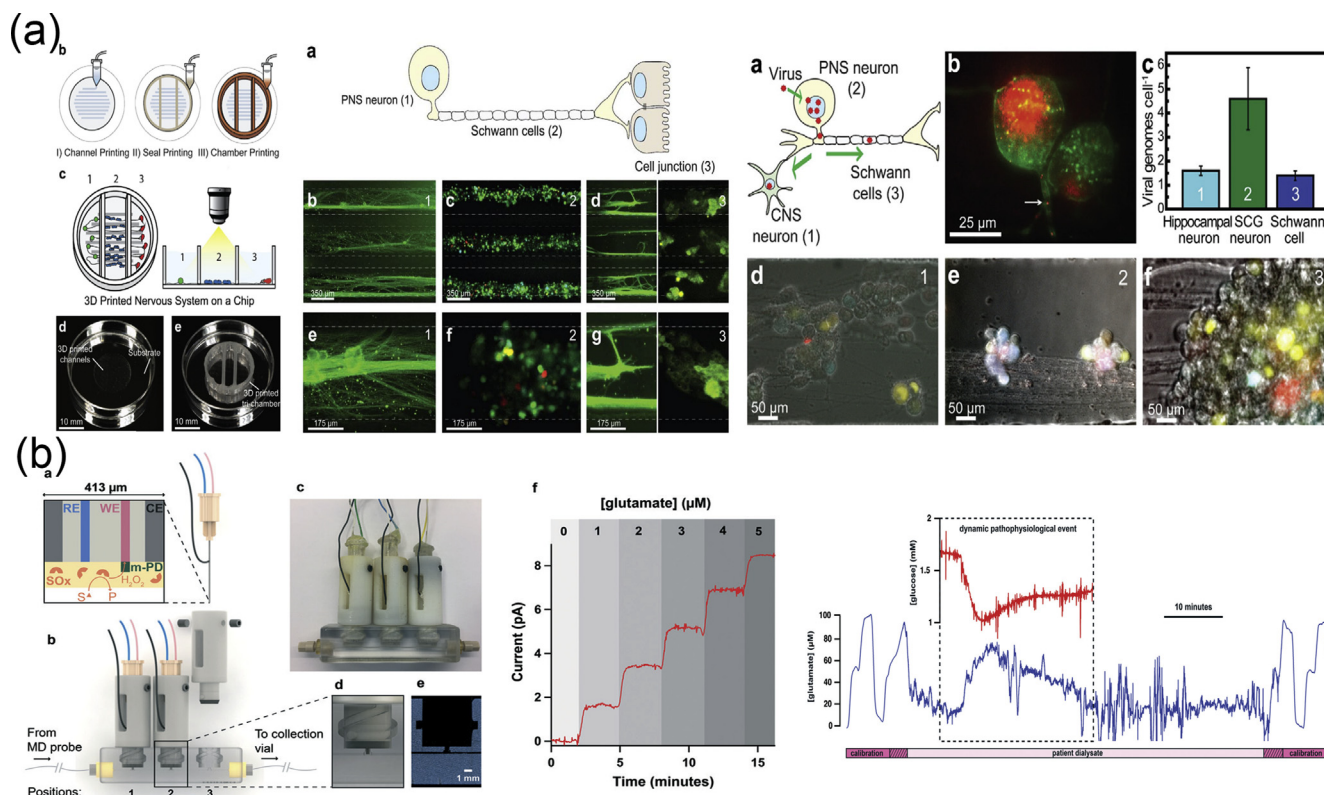 (a)
b
I) Channel Printing II) Seal Printing III) Chamber Printing
c
1 2 3
1 2 3
3D Printed Nervous System on a Chip
d
3D printed
channels
Substrate
10 mm
e
3D printed
tri-chamber
10 mm
a
PNS neuron (1)
Schwann cells (2)
Cell junction (3)
b 1
350 µm
c 2
350 µm
d 3
350 µm
e 1
175 µm
f 2
175 µm
g 3
175 µm
a
Virus
PNS
neuron
(2)
Schwann
cells (3)
CNS
neuron (1)
b
25 µm
c
Viral genomes cell⁻¹
6
5
4
3
2
1
0
1 2 3
Hippocampal
neuron
SCG
neuron
Schwann
cell
d 1
50 µm
e 2
50 µm
f 3
50 µm
(b)
a
413 µm
RE WE CE
SOx
m-PD
H₂O₂
S P
b
From
MD probe
To collection
vial
Positions: 1 2 3
c
d
e
1 mm
f
[glutamate] (µM)
0 1 2 3 4 5
Current (pA)
8
6
4
2
0
0 5 10 15
Time (minutes)
dynamic pathophysiological event
[glucose]
(mM)
2
1.5
1
10 minutes
[glutamate]
(µM)
100
80
60
40
20
0
calibration patient dialysate calibration